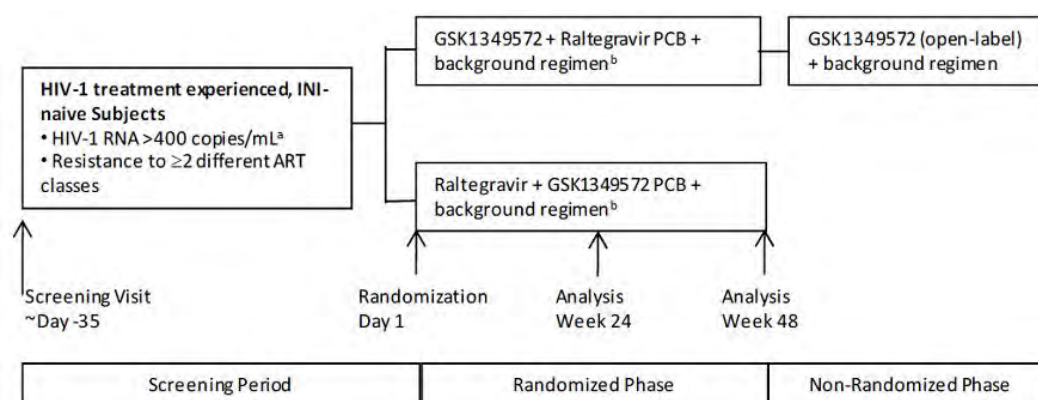 HIV-1 treatment experienced, INI-
naive Subjects
• HIV-1 RNA >400 copies/mLᵃ
• Resistance to ≥2 different ART
classes
GSK1349572 + Raltegravir PCB +
background regimenᵇ
GSK1349572 (open-label)
+ background regimen
Raltegravir + GSK1349572 PCB +
background regimenᵇ
Screening Visit
~Day -35
Randomization
Day 1
Analysis
Week 24
Analysis
Week 48
Screening Period
Randomized Phase
Non-Randomized Phase